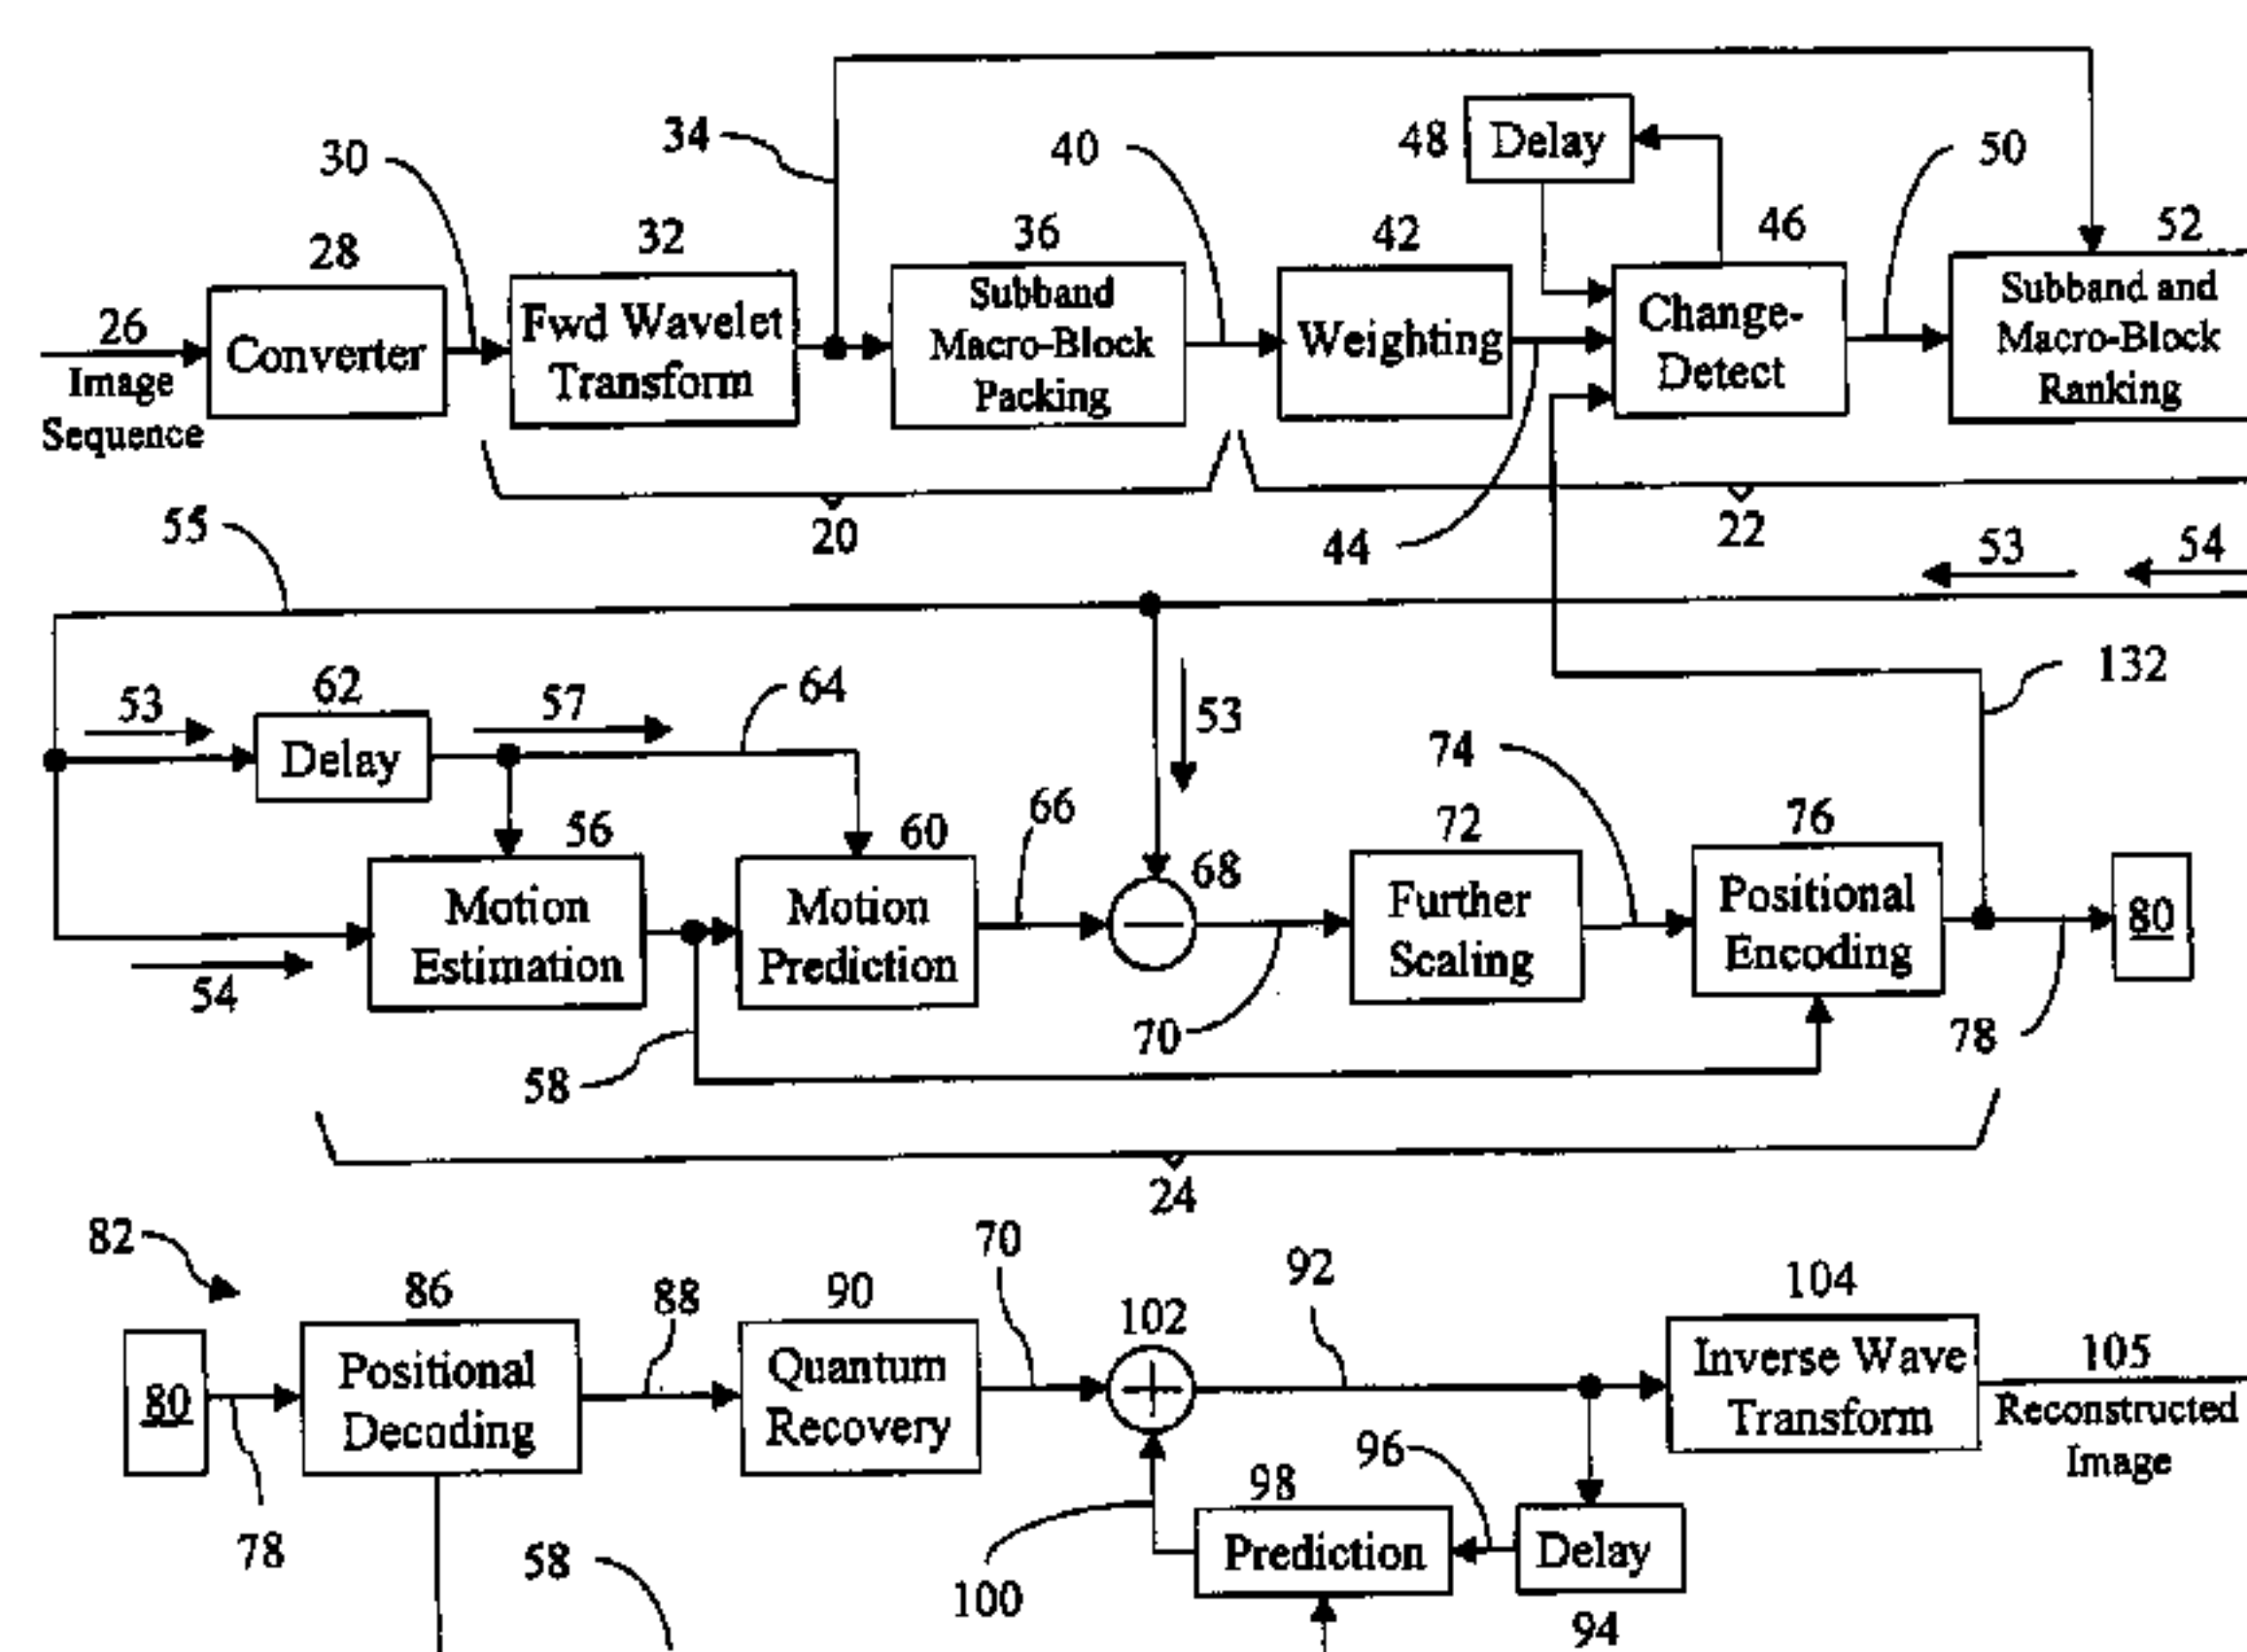 34
48
Delay
30
40
50
28
32
36
42
46
52
26
Image
Sequence
Converter
Fwd Wavelet
Transform
Subband
Macro-Block
Packing
Weighting
Change-
Detect
Subband and
Macro-Block
Ranking
20
22
55
44
53
54
132
53
62
57
64
53
Delay
74
56
60
66
68
72
76
Motion
Estimation
Motion
Prediction
Further
Scaling
Positional
Encoding
80
54
58
70
78
24
82
86
88
90
70
102
92
104
80
Positional
Decoding
Quantum
Recovery
Inverse Wave
Transform
105
Reconstructed
Image
78
58
100
98
Prediction
96
Delay
94